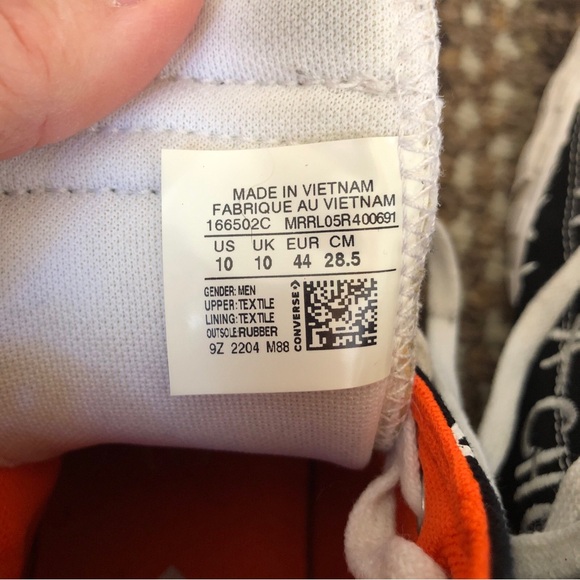 MADE IN VIETNAM
FABRIQUE AU VIETNAM
166502C MRRL05R400691
US UK EUR CM
10 10 44 28.5
GENDER: MEN
UPPER: TEXTILE
LINING: TEXTILE
OUTSOLE:RUBBER
9Z 2204 M88
CONVERSE